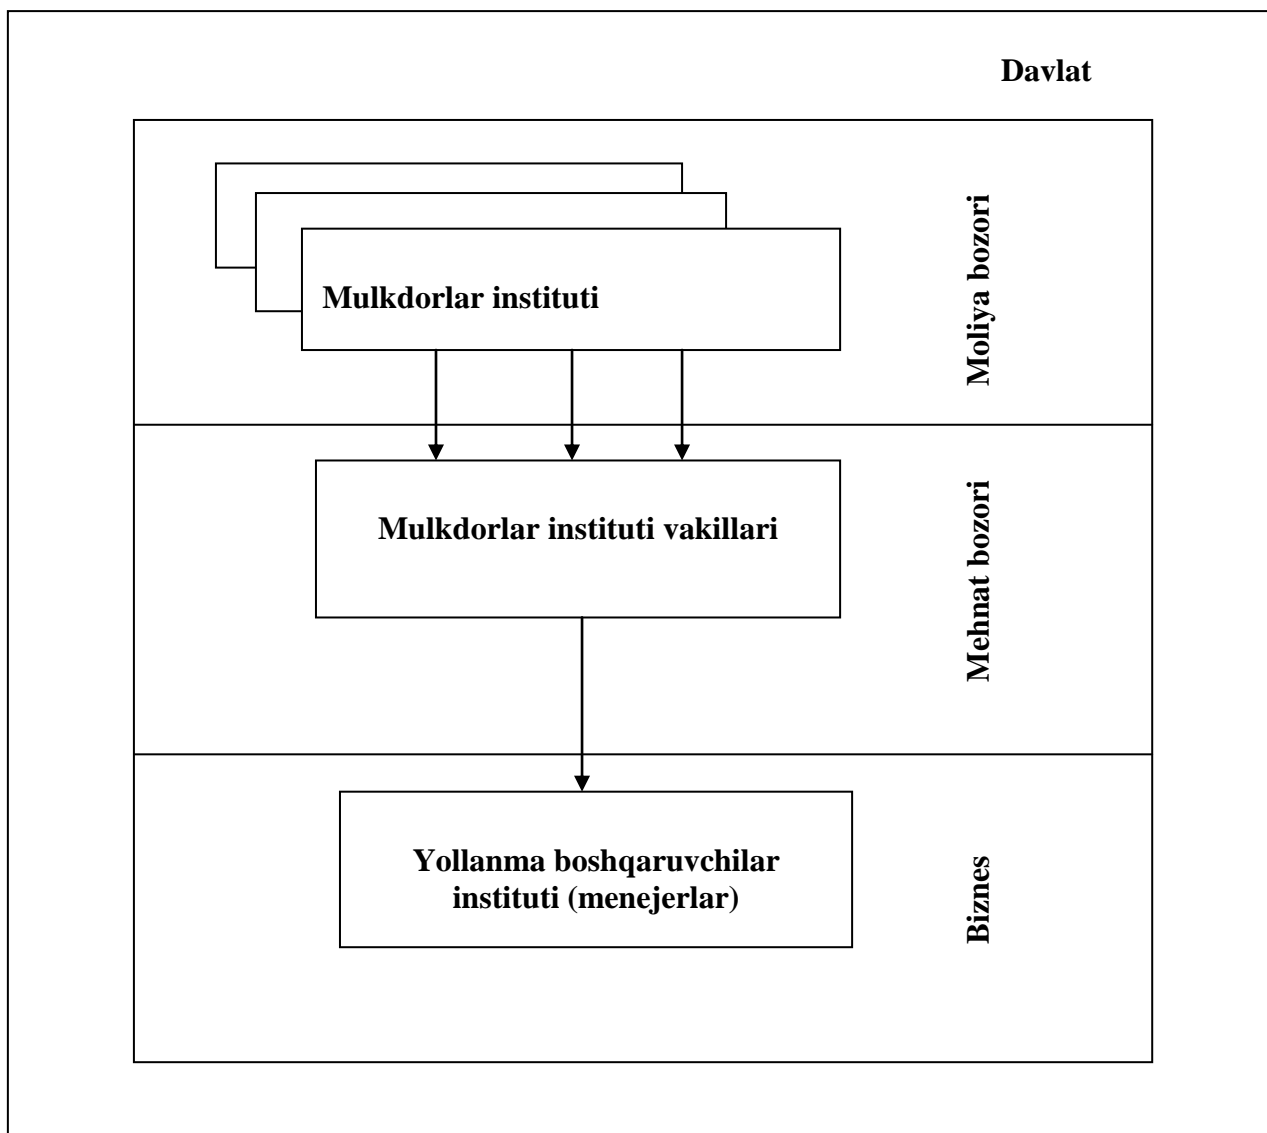 Davlat
Mulkdorlar instituti
Moliya bozori
Mulkdorlar instituti vakillari
Mehnat bozori
Yollanma boshqaruvchilar
instituti (menejerlar)
Biznes